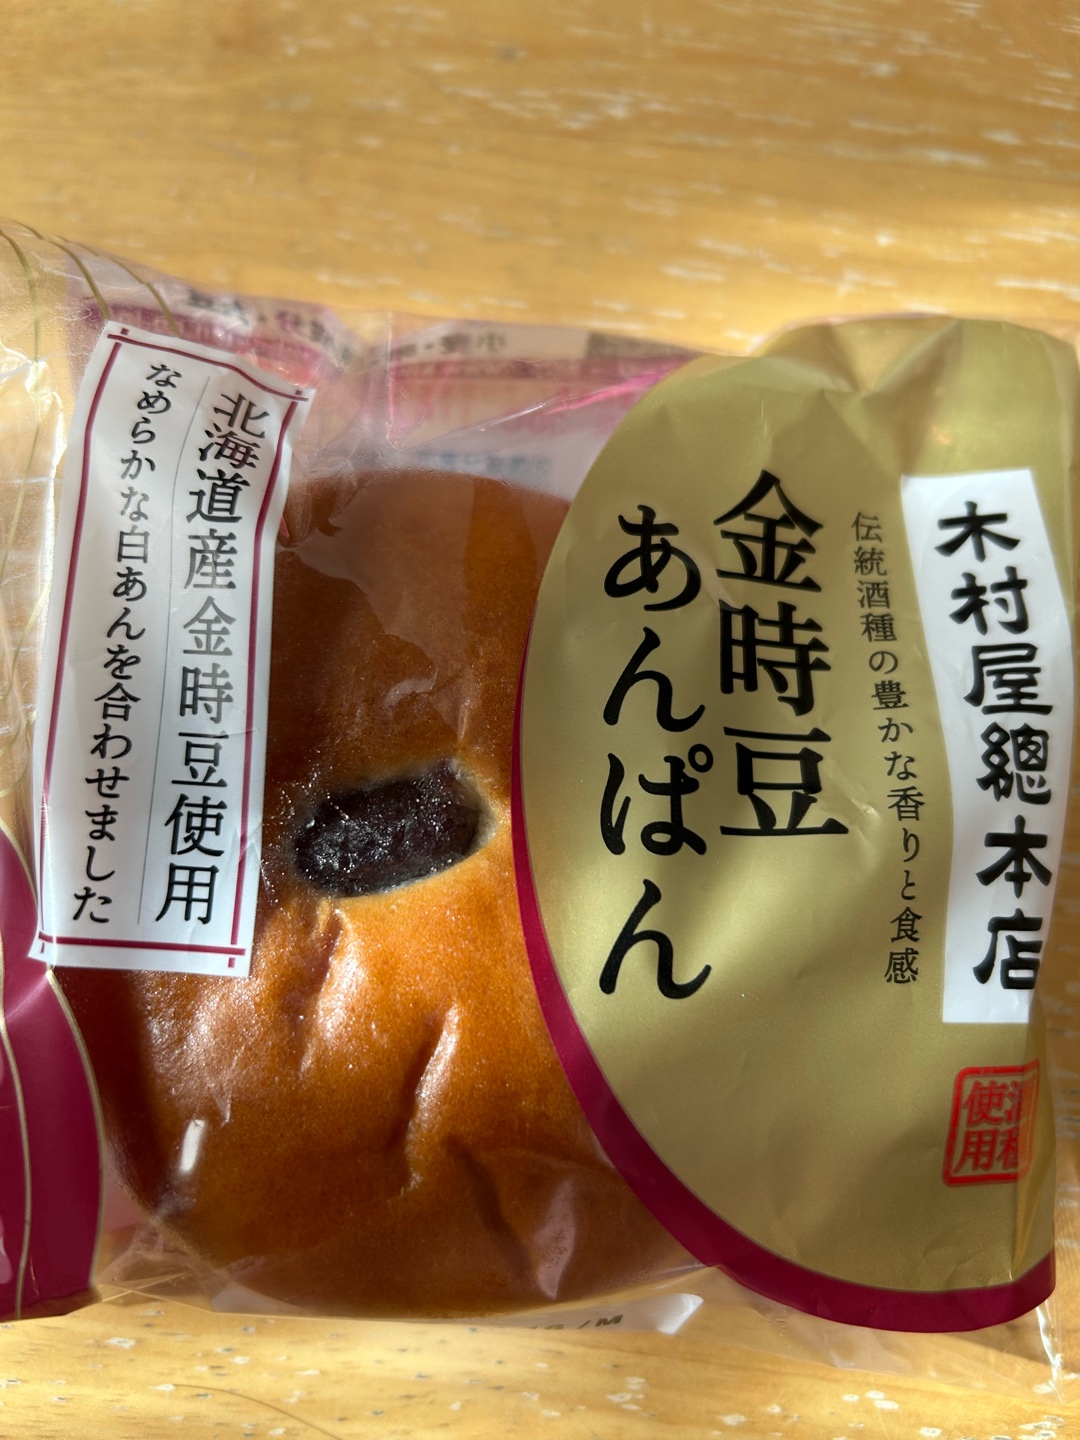 木村屋總本店
伝統酒種の豊かな香りと食感
金時豆
あんぱん
酒種
使用
北海道産金時豆使用
なめらかな白あんを合わせました